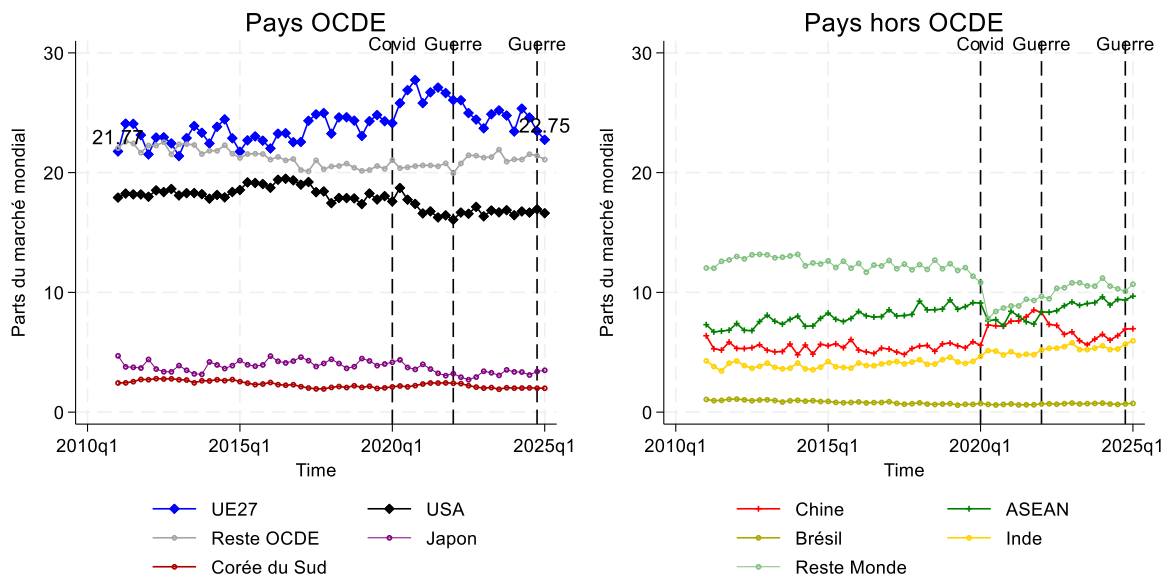 Pays OCDE
Covid Guerre Guerre
30
20
10
0
21.77
22.75
Parts du marché mondial
2010q1 2015q1 2020q1 2025q1
Time
UE27 USA
Reste OCDE Japon
Corée du Sud
Pays hors OCDE
Covid Guerre Guerre
30
20
10
0
Parts du marché mondial
2010q1 2015q1 2020q1 2025q1
Time
Chine ASEAN
Brésil Inde
Reste Monde